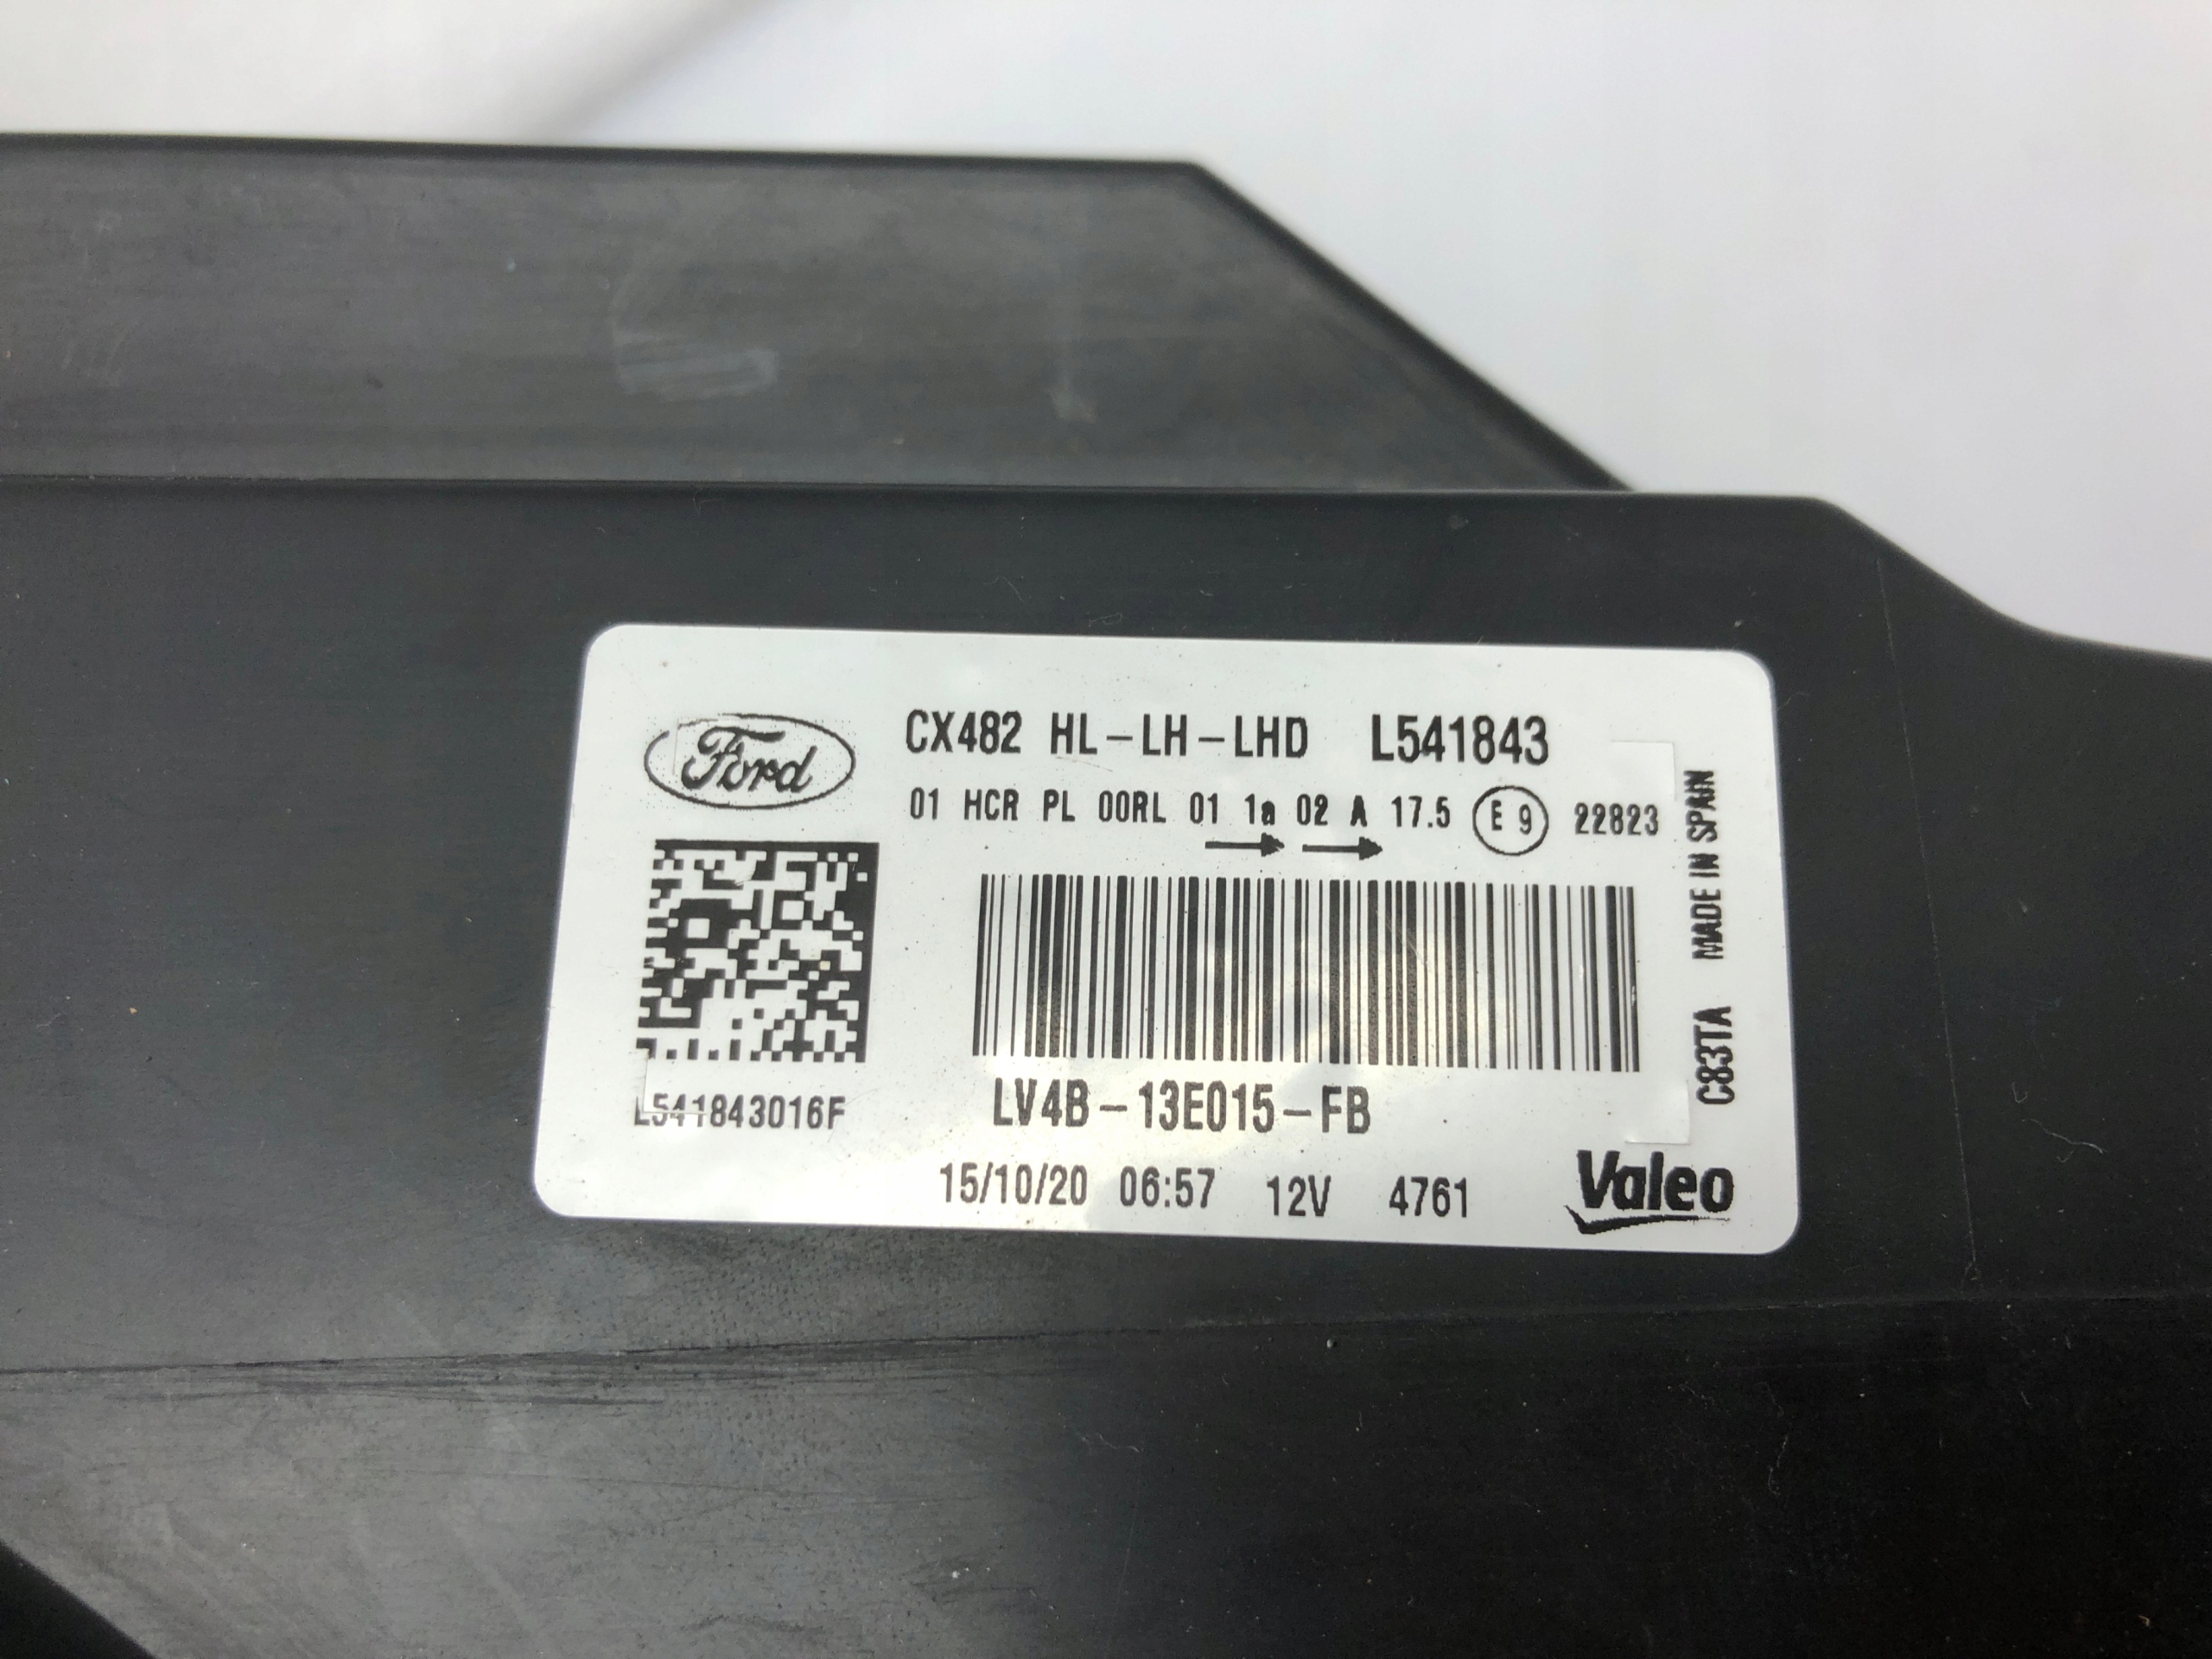 Ford
CX482 HL-LH-LHD L541843
01 HCR PL 00RL 01 1a 02 A 17.5 E9 22823
L541843016F
LV4B-13E015-FB
15/10/20 06:57 12V 4761
Valeo
C83TA MADE IN SPAIN